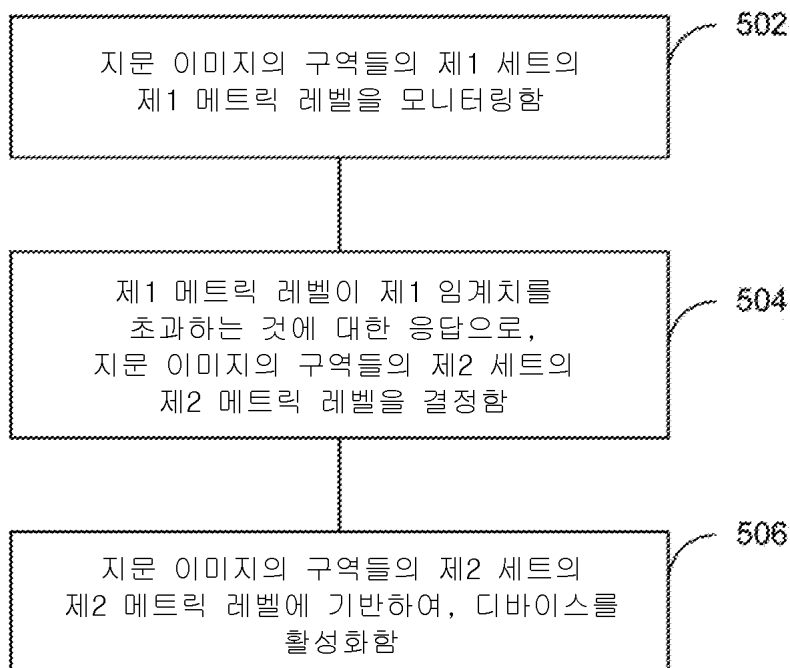 502
지문 이미지의 구역들의 제1 세트의
제1 메트릭 레벨을 모니터링함
504
제1 메트릭 레벨이 제1 임계치를
초과하는 것에 대한 응답으로,
지문 이미지의 구역들의 제2 세트의
제2 메트릭 레벨을 결정함
506
지문 이미지의 구역들의 제2 세트의
제2 메트릭 레벨에 기반하여, 디바이스를
활성화함